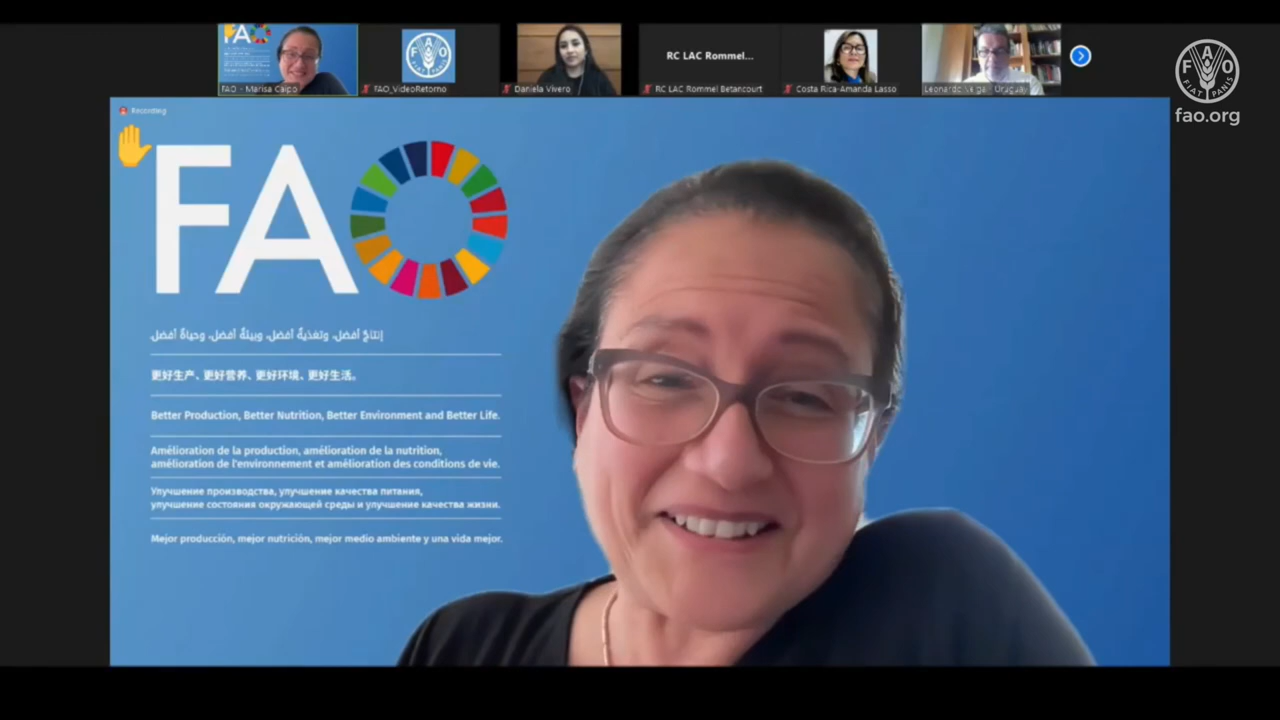 FAO
FAO - Marisa Caipo
FAO_VideoRetorno
Daniela Vivero
RC LAC Rommel...
RC LAC Rommel Betancourt
Costa Rica-Amanda Lasso
Leonardo Veiga - Uruguay
FAO
FIAT PANIS
fao.org
Recording
FAO
إنتاجٌ أفضل، وتغذيةٌ أفضل، وبيئةٌ أفضل، وحياةٌ أفضل.
更好生产、更好营养、更好环境、更好生活。
Better Production, Better Nutrition, Better Environment and Better Life.
Amélioration de la production, amélioration de la nutrition,
amélioration de l'environnement et amélioration des conditions de vie.
Улучшение производства, улучшение качества питания,
улучшение состояния окружающей среды и улучшение качества жизни.
Mejor producción, mejor nutrición, mejor medio ambiente y una vida mejor.